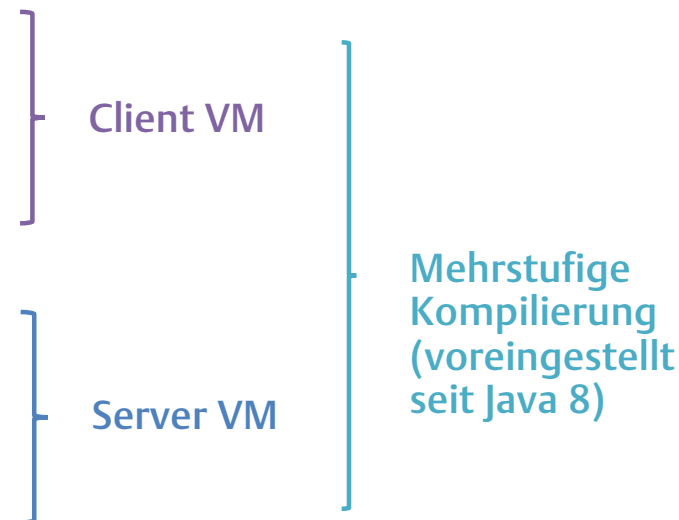 Client VM
Mehrstufige
Kompilierung
(voreingestellt
seit Java 8)
Server VM